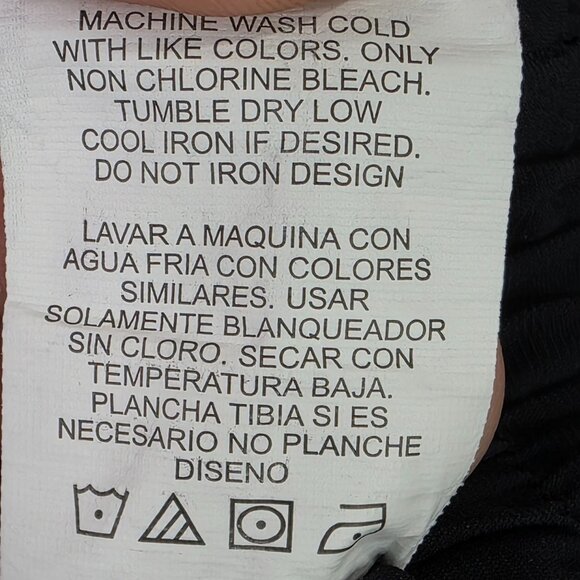 MACHINE WASH COLD
WITH LIKE COLORS. ONLY
NON CHLORINE BLEACH.
TUMBLE DRY LOW
COOL IRON IF DESIRED.
DO NOT IRON DESIGN
LAVAR A MAQUINA CON
AGUA FRIA CON COLORES
SIMILARES. USAR
SOLAMENTE BLANQUEADOR
SIN CLORO. SECAR CON
TEMPERATURA BAJA.
PLANCHA TIBIA SI ES
NECESARIO NO PLANCHE
DISENO